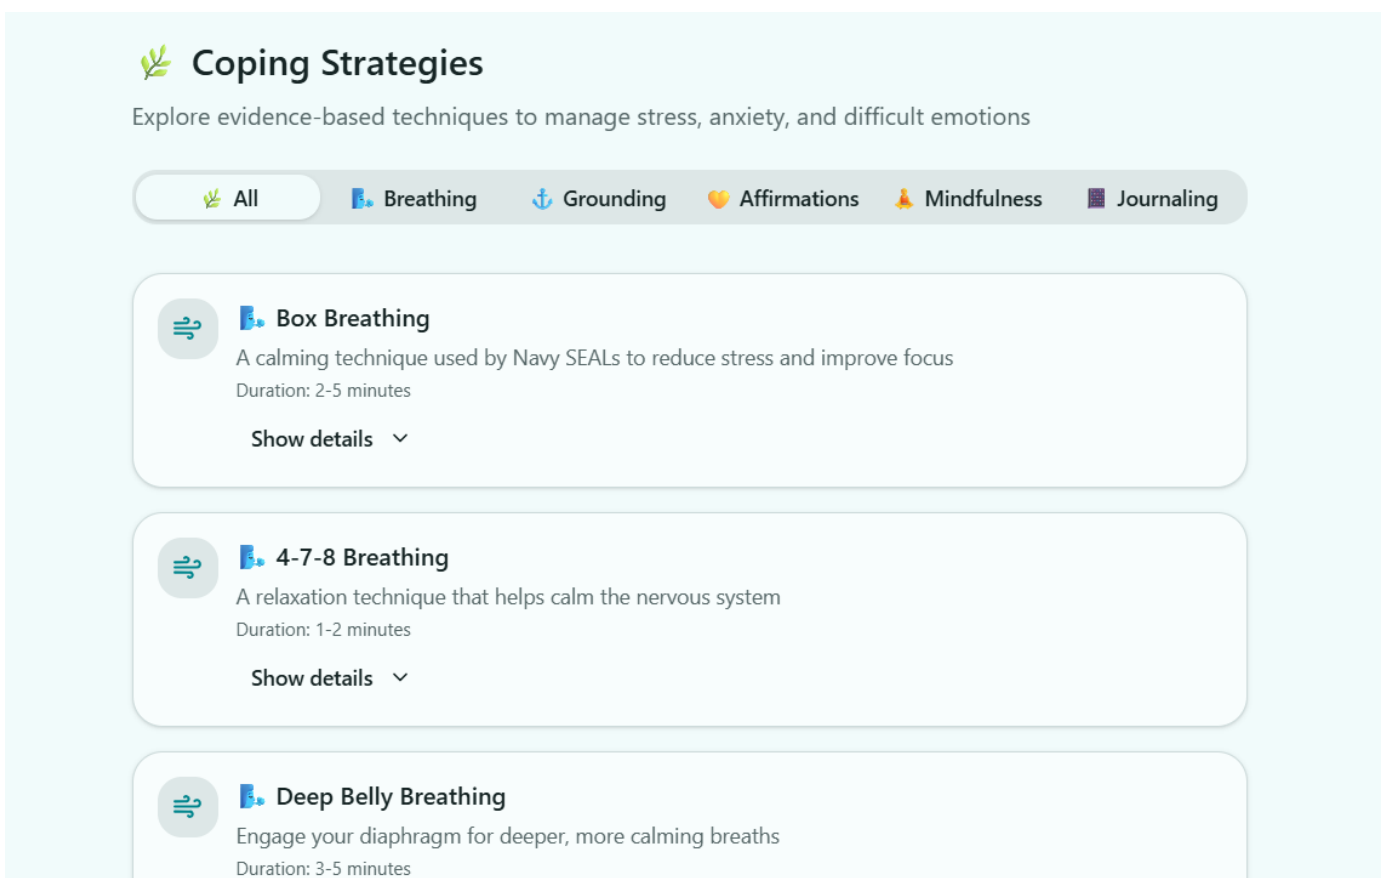 Coping Strategies
Explore evidence-based techniques to manage stress, anxiety, and difficult emotions
All Breathing Grounding Affirmations Mindfulness Journaling
Box Breathing
A calming technique used by Navy SEALs to reduce stress and improve focus
Duration: 2-5 minutes
Show details
4-7-8 Breathing
A relaxation technique that helps calm the nervous system
Duration: 1-2 minutes
Show details
Deep Belly Breathing
Engage your diaphragm for deeper, more calming breaths
Duration: 3-5 minutes